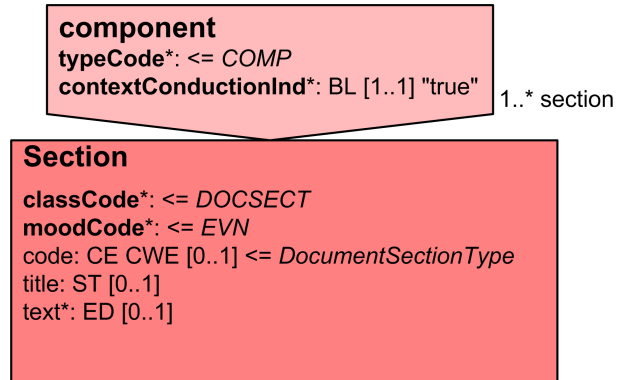 component
typeCode*: <= COMP
contextConductionInd*: BL [1..1] "true"
1..* section
Section
classCode*: <= DOCSECT
moodCode*: <= EVN
code: CE CWE [0..1] <= DocumentSectionType
title: ST [0..1]
text*: ED [0..1]